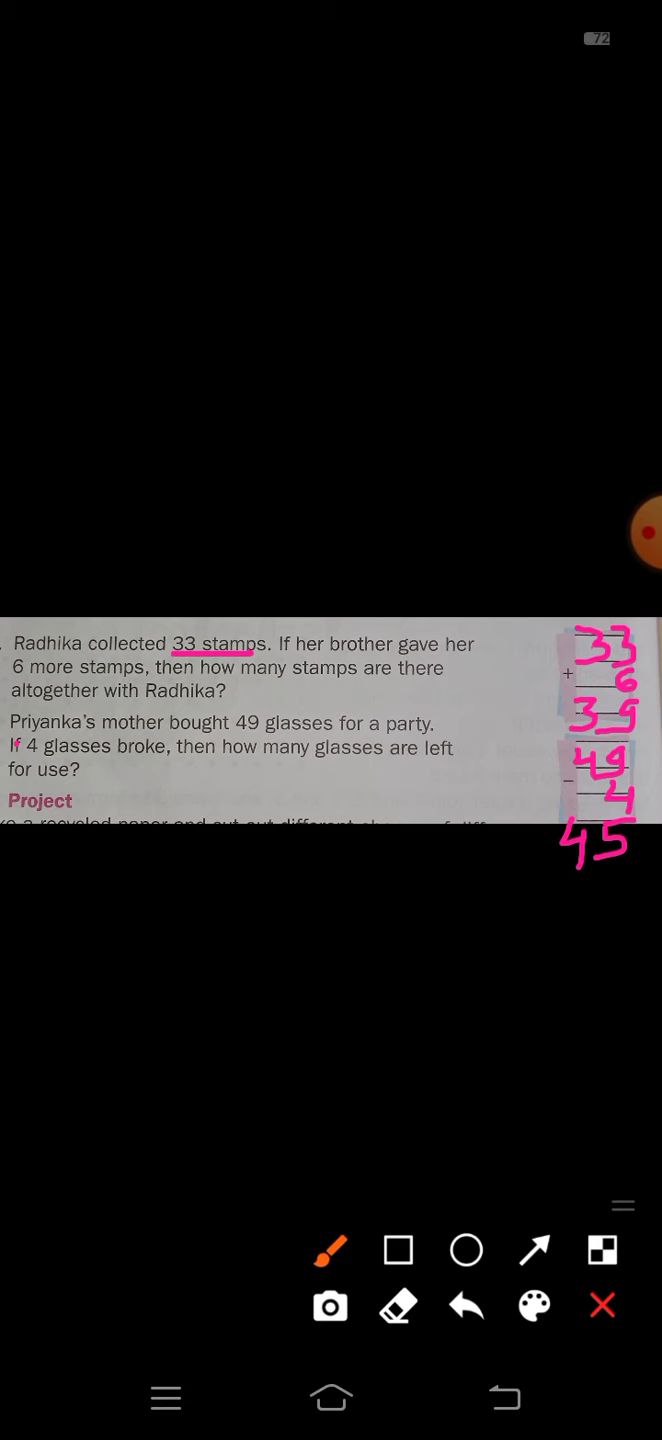 72
Radhika collected 33 stamps. If her brother gave her
6 more stamps, then how many stamps are there
altogether with Radhika?
Priyanka's mother bought 49 glasses for a party.
If 4 glasses broke, then how many glasses are left
for use?
Project
33
+ 6
39
49
- 4
45